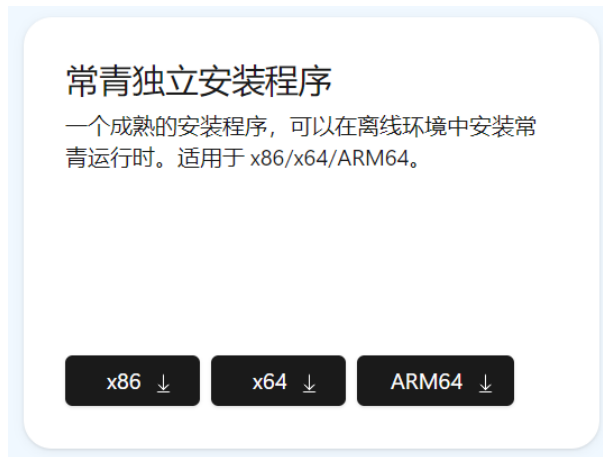 常青独立安装程序
一个成熟的安装程序，可以在离线环境中安装常
青运行时。适用于 x86/x64/ARM64。
x86
x64
ARM64